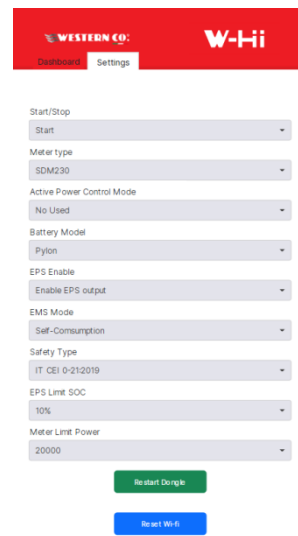 WESTERN CO.
W-Hi
Dashboard Settings
Start/Stop
Start
Meter type
SDM230
Active Power Control Mode
No Used
Battery Model
Pylon
EPS Enable
Enable EPS output
EMS Mode
Self-Comsumption
Safety Type
IT CEI 0-21:2019
EPS Limit SOC
10%
Meter Limit Power
20000
Restart Dongle
Reset Wi-fi